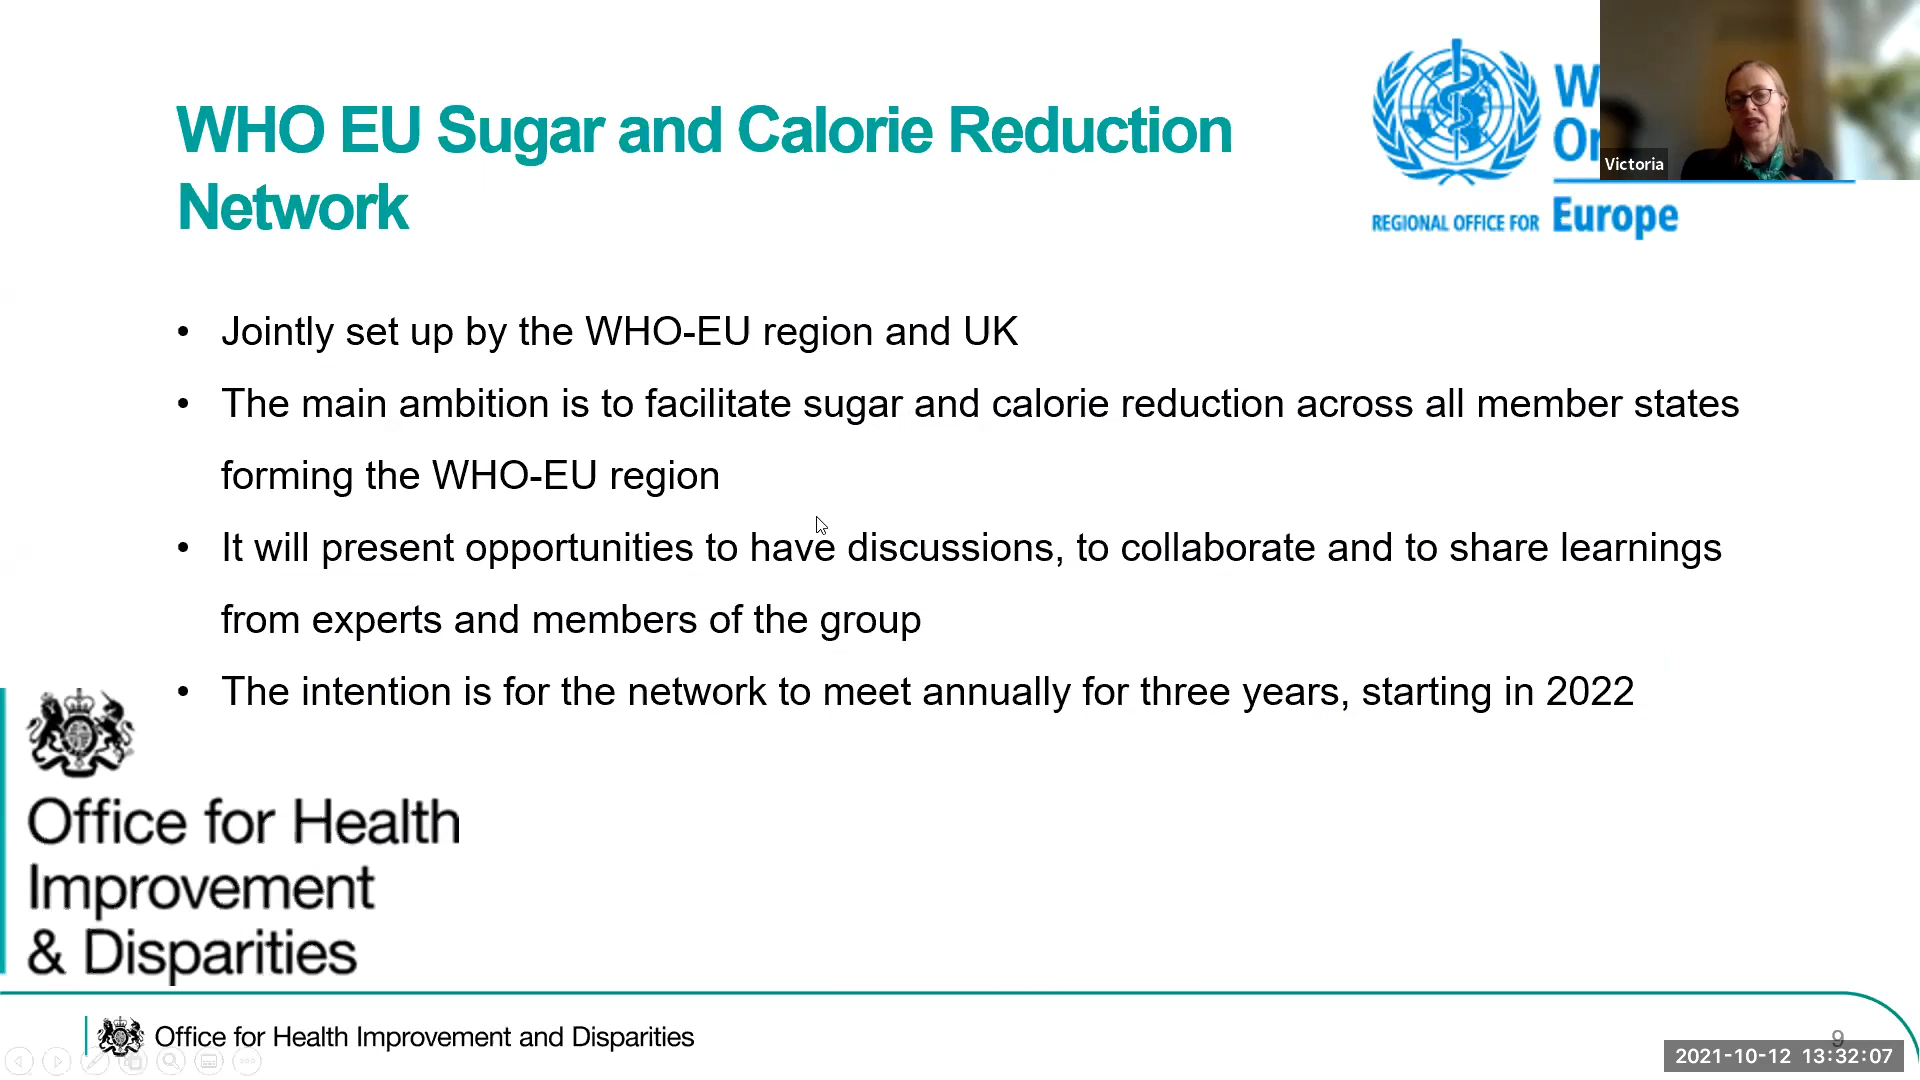 WHO EU Sugar and Calorie Reduction
Network
W
Or
REGIONAL OFFICE FOR Europe
Victoria
• Jointly set up by the WHO-EU region and UK
• The main ambition is to facilitate sugar and calorie reduction across all member states
forming the WHO-EU region
• It will present opportunities to have discussions, to collaborate and to share learnings
from experts and members of the group
• The intention is for the network to meet annually for three years, starting in 2022
Office for Health
Improvement
& Disparities
Office for Health Improvement and Disparities
9
2021-10-12 13:32:07